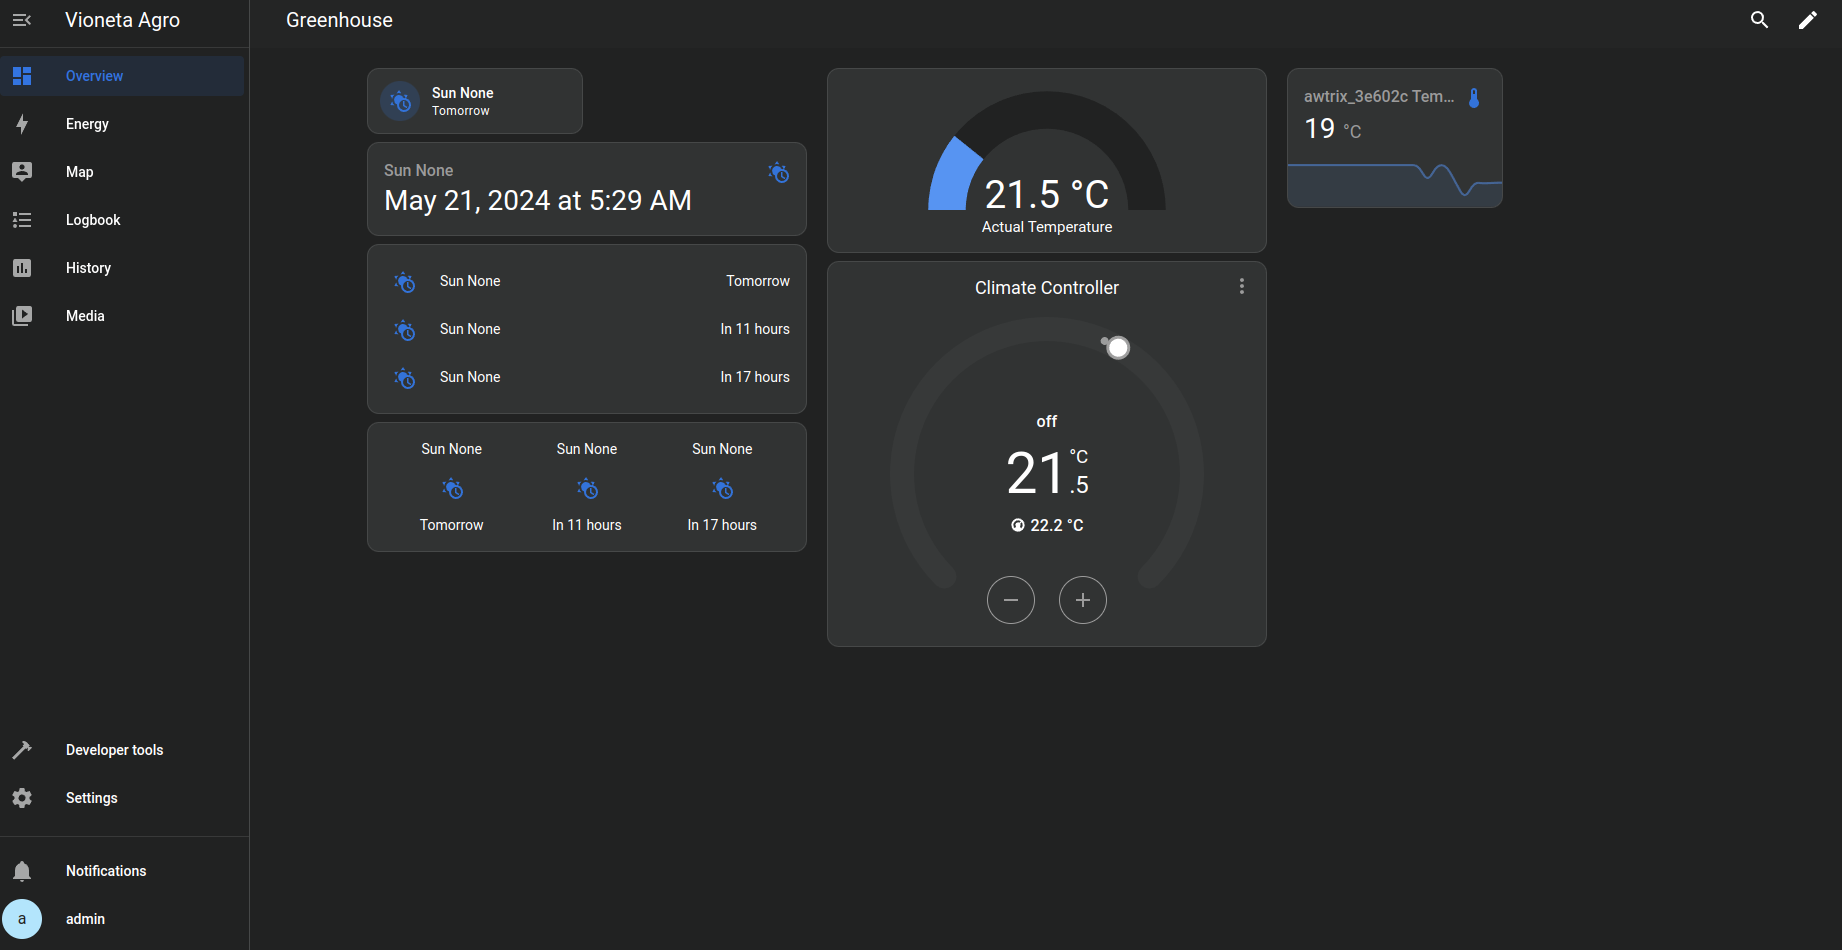 Vioneta Agro
Overview
Energy
Map
Logbook
History
Media
Developer tools
Settings
Notifications
a
admin
Greenhouse
Sun None
Tomorrow
Sun None
May 21, 2024 at 5:29 AM
Sun None Tomorrow
Sun None In 11 hours
Sun None In 17 hours
Sun None Sun None Sun None
Tomorrow In 11 hours In 17 hours
21.5 °C
Actual Temperature
Climate Controller
off
21.5 °C
22.2 °C
awtrix_3e602c Tem...
19 °C